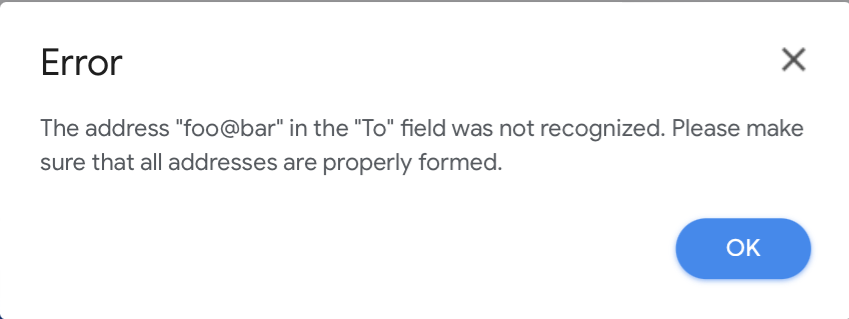 Error
The address "foo@bar" in the "To" field was not recognized. Please make
sure that all addresses are properly formed.
OK